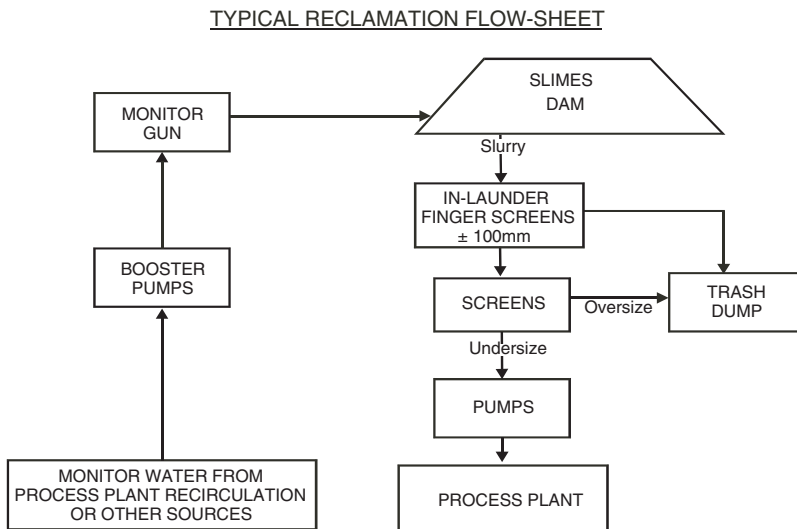 TYPICAL RECLAMATION FLOW-SHEET
SLIMES
DAM
MONITOR
GUN
Slurry
IN-LAUNDER
FINGER SCREENS
± 100mm
BOOSTER
PUMPS
SCREENS
Oversize
TRASH
DUMP
Undersize
PUMPS
MONITOR WATER FROM
PROCESS PLANT RECIRCULATION
OR OTHER SOURCES
PROCESS PLANT